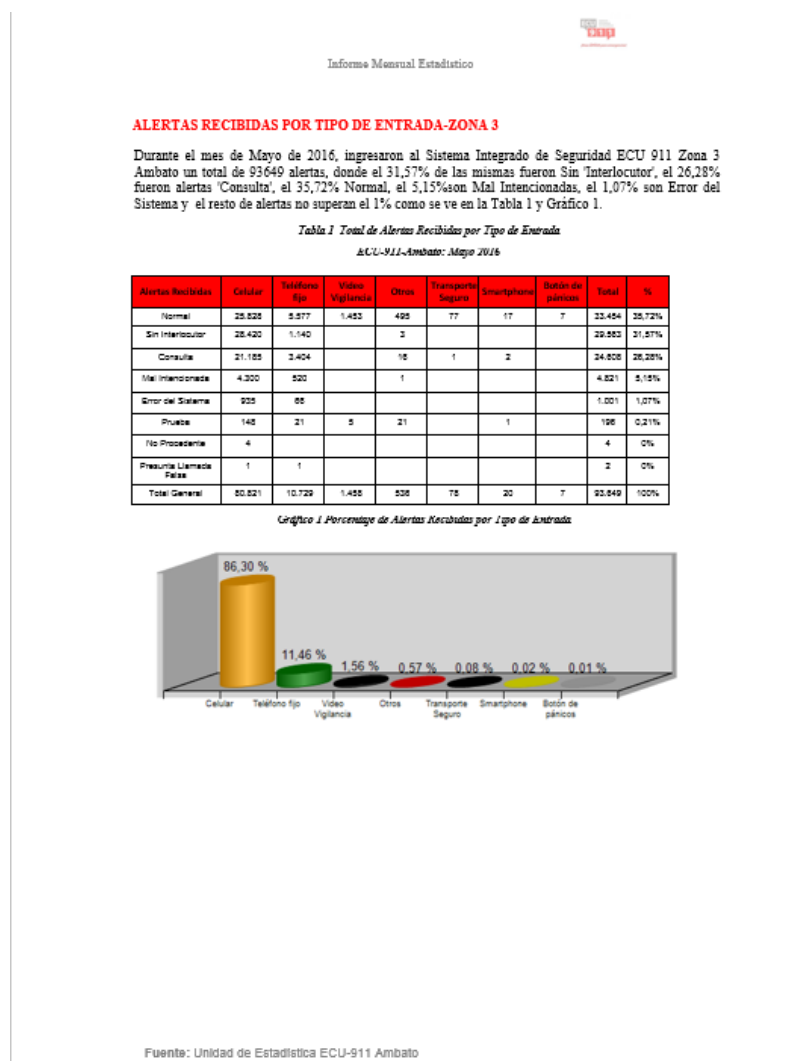 Informe Mensual Estadistico
ALERTAS RECIBIDAS POR TIPO DE ENTRADA-ZONA 3
Durante el mes de Mayo de 2016, ingresaron al Sistema Integrado de Seguridad ECU 911 Zona 3
Ambato un total de 93649 alertas, donde el 31,57% de las mismas fueron Sin 'Interlocutor', el 26,28%
fueron alertas 'Consulta', el 35,72% Normal, el 5,15%son Mal Intencionadas, el 1,07% son Error del
Sistema y el resto de alertas no superan el 1% como se ve en la Tabla 1 y Gráfico 1.
Tabla 1 Total de Alertas Recibidas por Tipo de Entrada
ECU-911-Ambato: Mayo 2016
Alertas Recibidas Celular Teléfono fijo Video Vigilancia Otros Transporte Seguro Smartphone Botón de pánicos Total %
Normal 25.828 5.577 1.453 495 77 17 7 33.454 35,72%
Sin Interlocutor 28.420 1.140 3 29.563 31,57%
Consulta 21.185 3.404 16 1 2 24.608 26,28%
Mal Intencionada 4.300 520 1 4.821 5,15%
Error del Sistema 935 66 1.001 1,07%
Prueba 148 21 5 21 1 196 0,21%
No Procedente 4 4 0%
Pregunta Llamada Falsa 1 1 2 0%
Total General 80.821 10.729 1.458 536 78 20 7 93.649 100%
Gráfico 1 Porcentaje de Alertas Recibidas por Tipo de Entrada
86,30 %
11,46 %
1,56 %
0,57 %
0,08 %
0,02 %
0,01 %
Celular
Teléfono fijo
Video
Vigilancia
Otros
Transporte
Seguro
Smartphone
Botón de
pánicos
Fuente: Unidad de Estadística ECU-911 Ambato